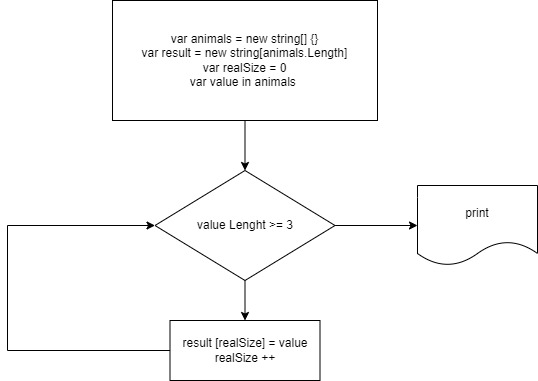 var animals = new string[] {}
var result = new string[animals.Length]
var realSize = 0
var value in animals
value Lenght >= 3
print
result [realSize] = value
realSize ++